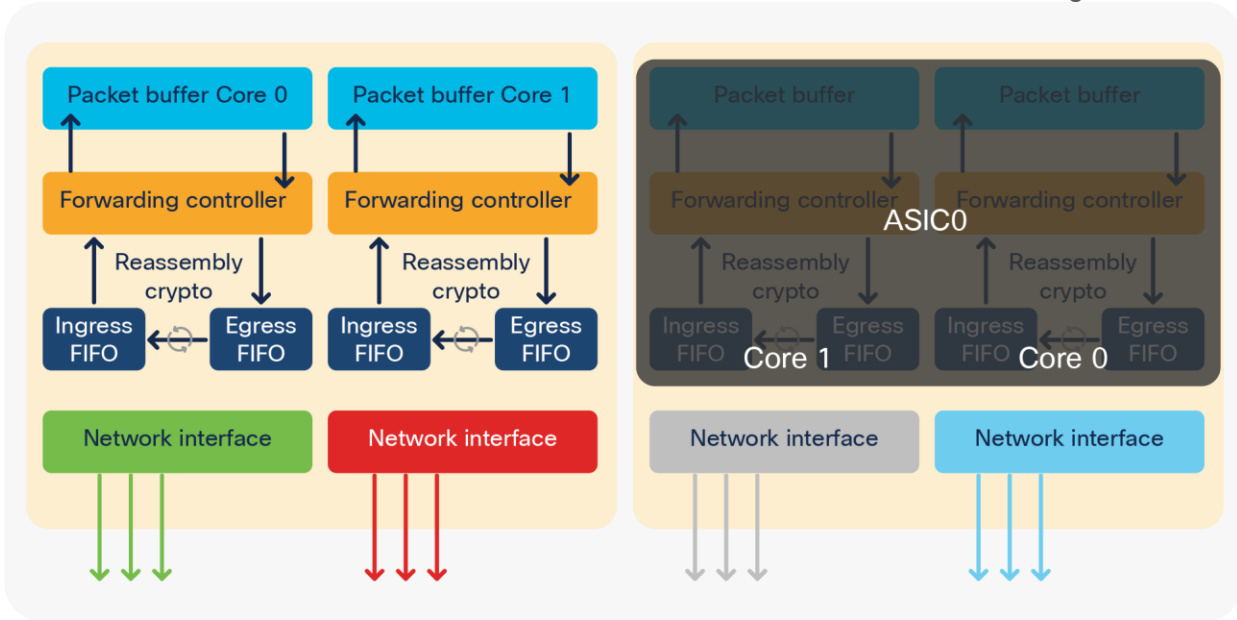 Packet buffer Core 0
Packet buffer Core 1
Packet buffer
Packet buffer
Forwarding controller
Forwarding controller
Forwarding controller
Forwarding controller
ASIC0
Reassembly
crypto
Reassembly
crypto
Reassembly
crypto
Reassembly
crypto
Ingress
FIFO
Egress
FIFO
Ingress
FIFO
Egress
FIFO
Ingress
FIFO
Egress
FIFO
Ingress
FIFO
Egress
FIFO
Core 1
Core 0
Network interface
Network interface
Network interface
Network interface